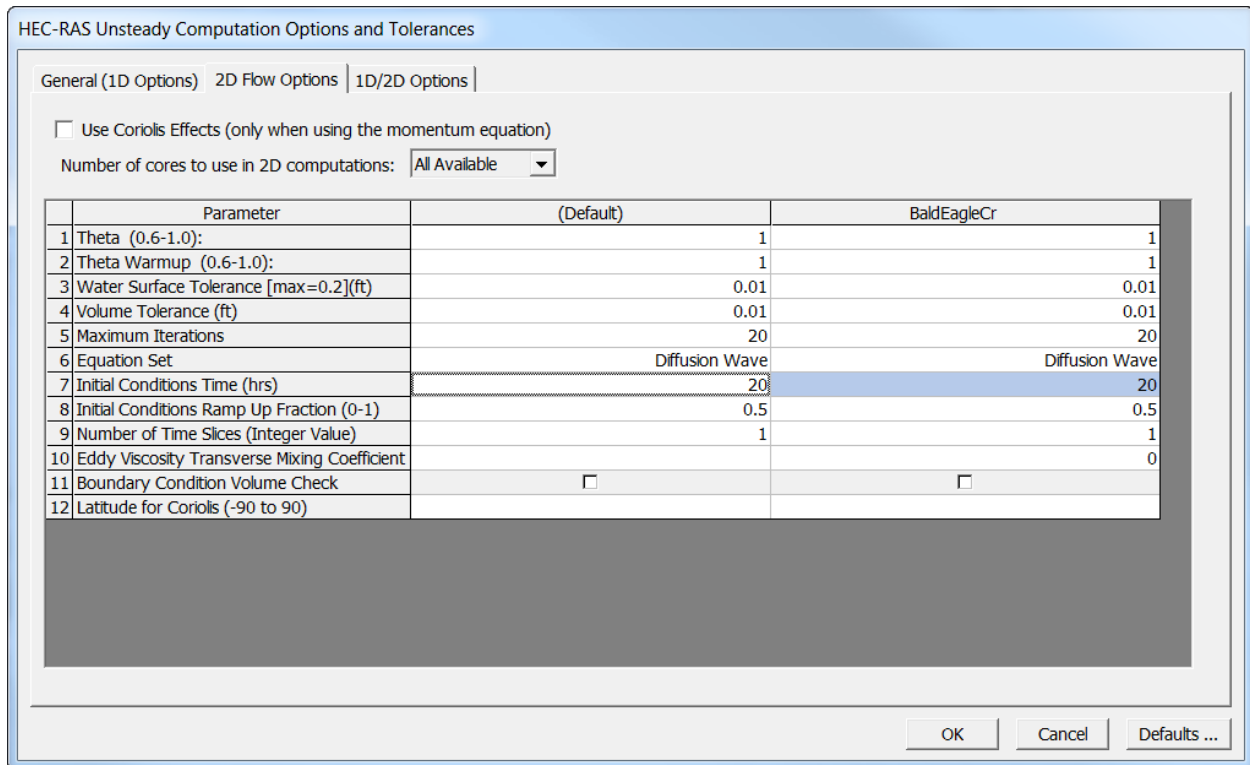 HEC-RAS Unsteady Computation Options and Tolerances
General (1D Options) 2D Flow Options 1D/2D Options
Use Coriolis Effects (only when using the momentum equation)
Number of cores to use in 2D computations: All Available
Parameter (Default) BaldEagleCr
1 Theta (0.6-1.0): 1 1
2 Theta Warmup (0.6-1.0): 1 1
3 Water Surface Tolerance [max=0.2](ft) 0.01 0.01
4 Volume Tolerance (ft) 0.01 0.01
5 Maximum Iterations 20 20
6 Equation Set Diffusion Wave Diffusion Wave
7 Initial Conditions Time (hrs) 20 20
8 Initial Conditions Ramp Up Fraction (0-1) 0.5 0.5
9 Number of Time Slices (Integer Value) 1 1
10 Eddy Viscosity Transverse Mixing Coefficient 0
11 Boundary Condition Volume Check
12 Latitude for Coriolis (-90 to 90)
OK Cancel Defaults ...